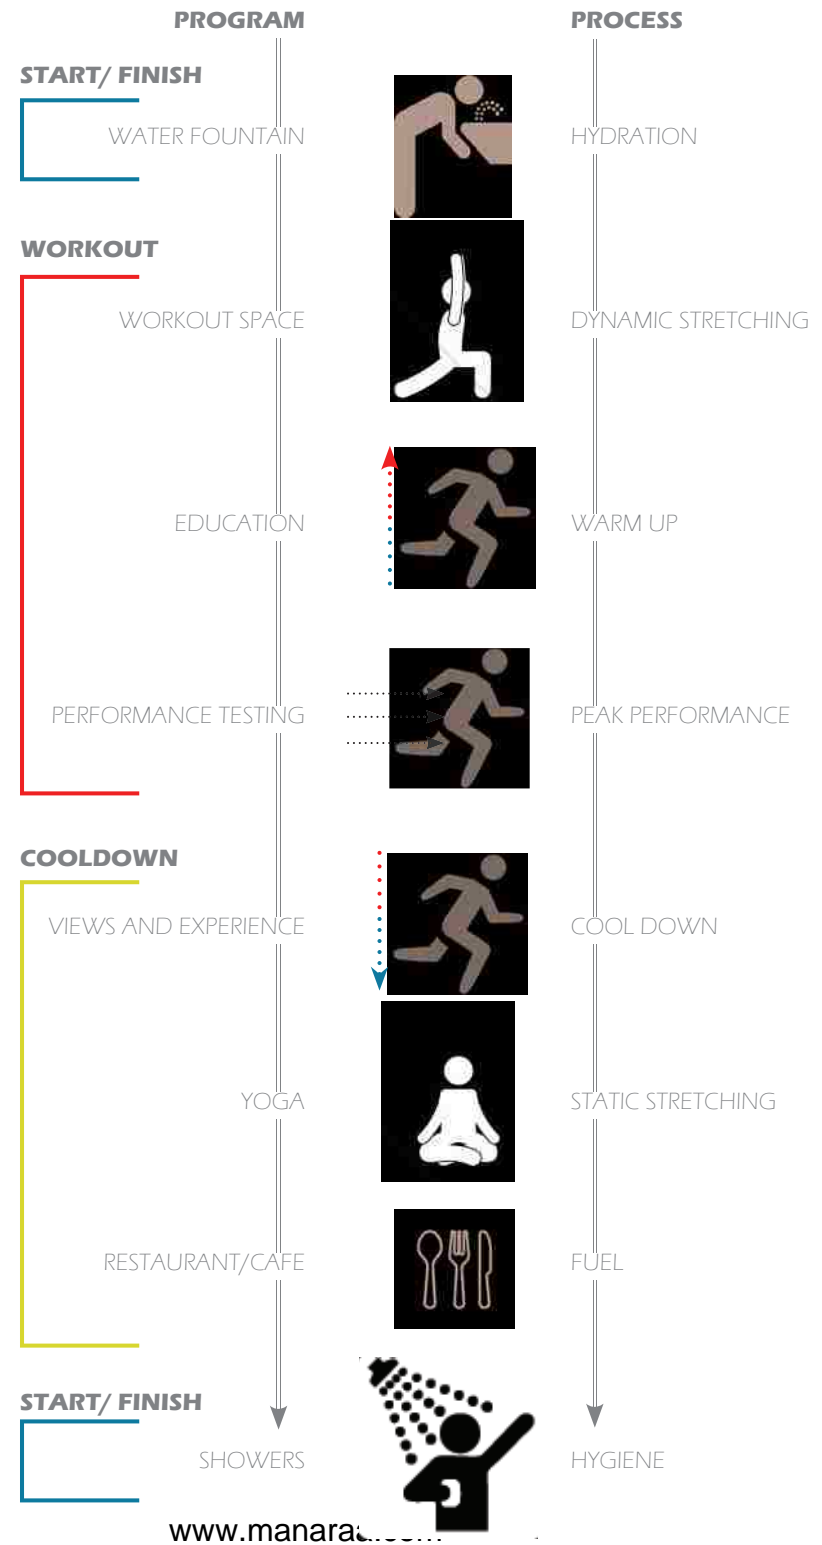 PROGRAM PROCESS
START/ FINISH
WATER FOUNTAIN HYDRATION
WORKOUT
WORKOUT SPACE DYNAMIC STRETCHING
EDUCATION WARM UP
PERFORMANCE TESTING PEAK PERFORMANCE
COOLDOWN
VIEWS AND EXPERIENCE COOL DOWN
YOGA STATIC STRETCHING
RESTAURANT/CAFE FUEL
START/ FINISH
SHOWERS HYGIENE